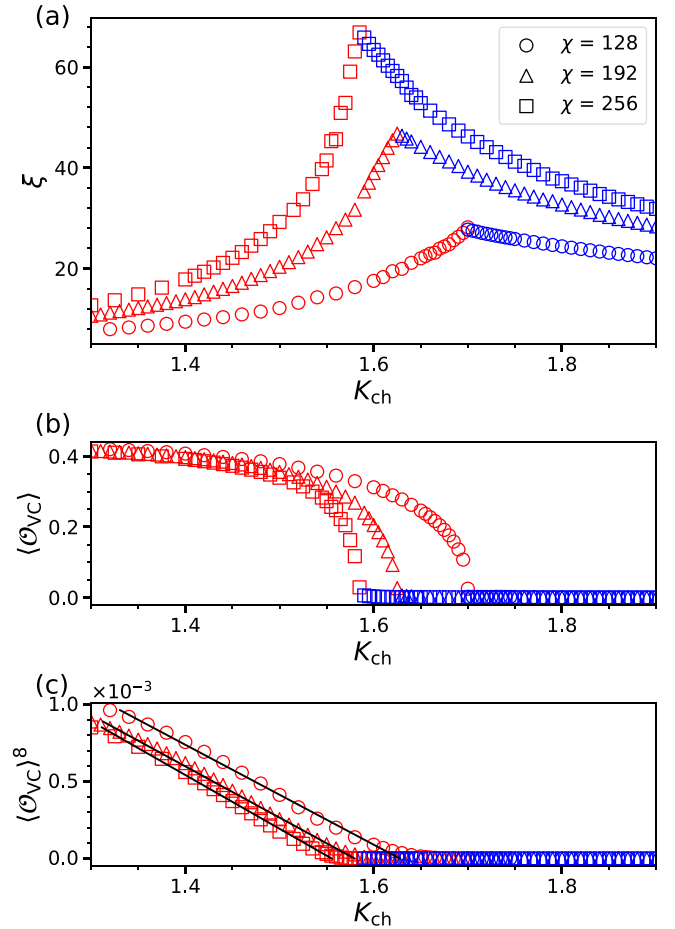 (a)
ξ
60
40
20
χ = 128
χ = 192
χ = 256
1.4 1.6 1.8
K_ch
(b)
⟨𝒪_VC⟩
0.4
0.2
0.0
1.4 1.6 1.8
K_ch
(c)
×10⁻³
⟨𝒪_VC⟩⁸
1.0
0.5
0.0
1.4 1.6 1.8
K_ch